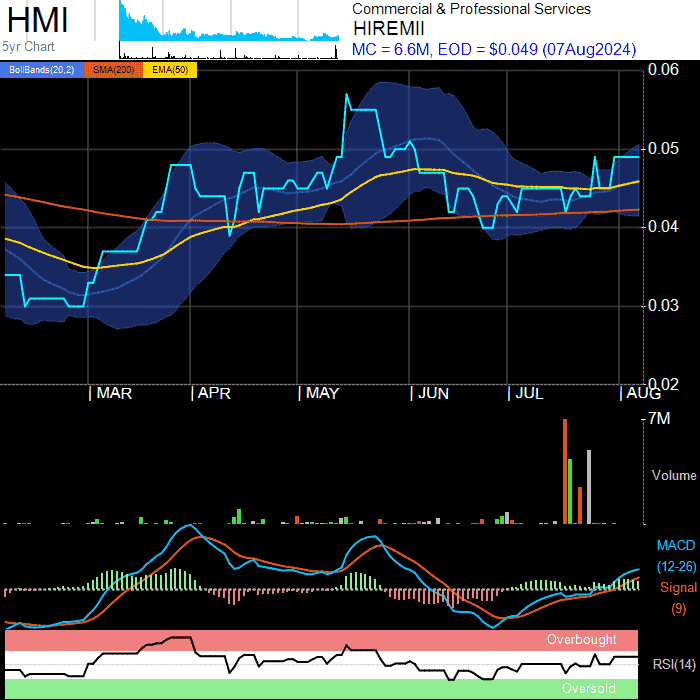 HMI
5yr Chart
Commercial & Professional Services
HIREMII
MC = 6.6M, EOD = $0.049 (07Aug2024)
BollBands(20,2) SMA(200) EMA(50)
0.06
0.05
0.04
0.03
0.02
MAR APR MAY JUN JUL AUG
7M
Volume
MACD
(12-26)
Signal
(9)
Overbought
RSI(14)
Oversold